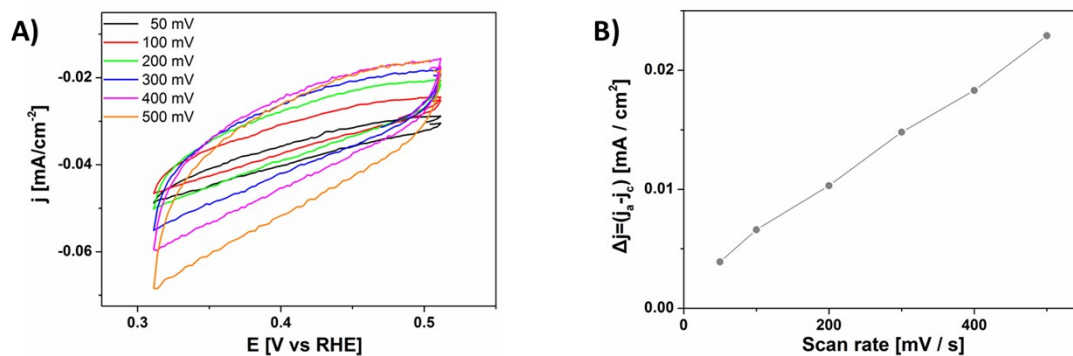 A)
50 mV
100 mV
200 mV
300 mV
400 mV
500 mV
j [mA/cm-2]
-0.02
-0.04
-0.06
0.3
0.4
0.5
E [V vs RHE]
B)
Δj=(ja-jc) [mA / cm2]
0.02
0.01
0.00
0
200
400
Scan rate [mV / s]